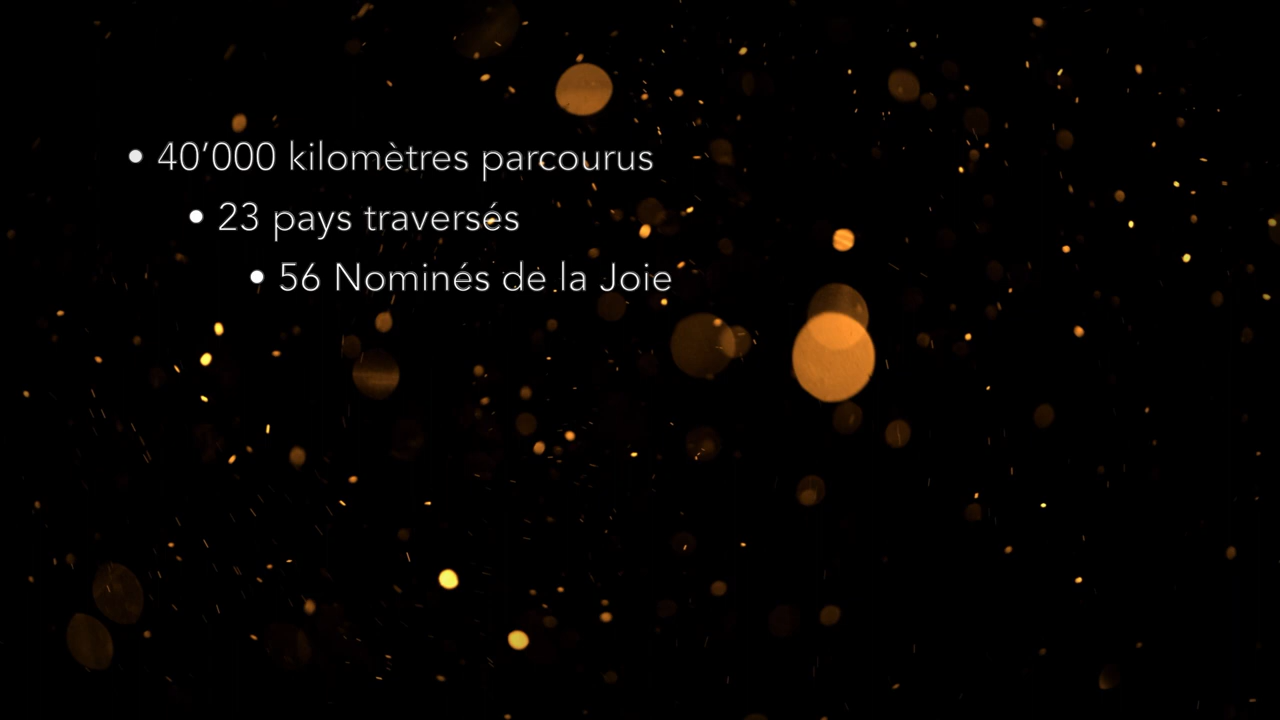 • 40’000 kilomètres parcourus
• 23 pays traversés
• 56 Nominés de la Joie